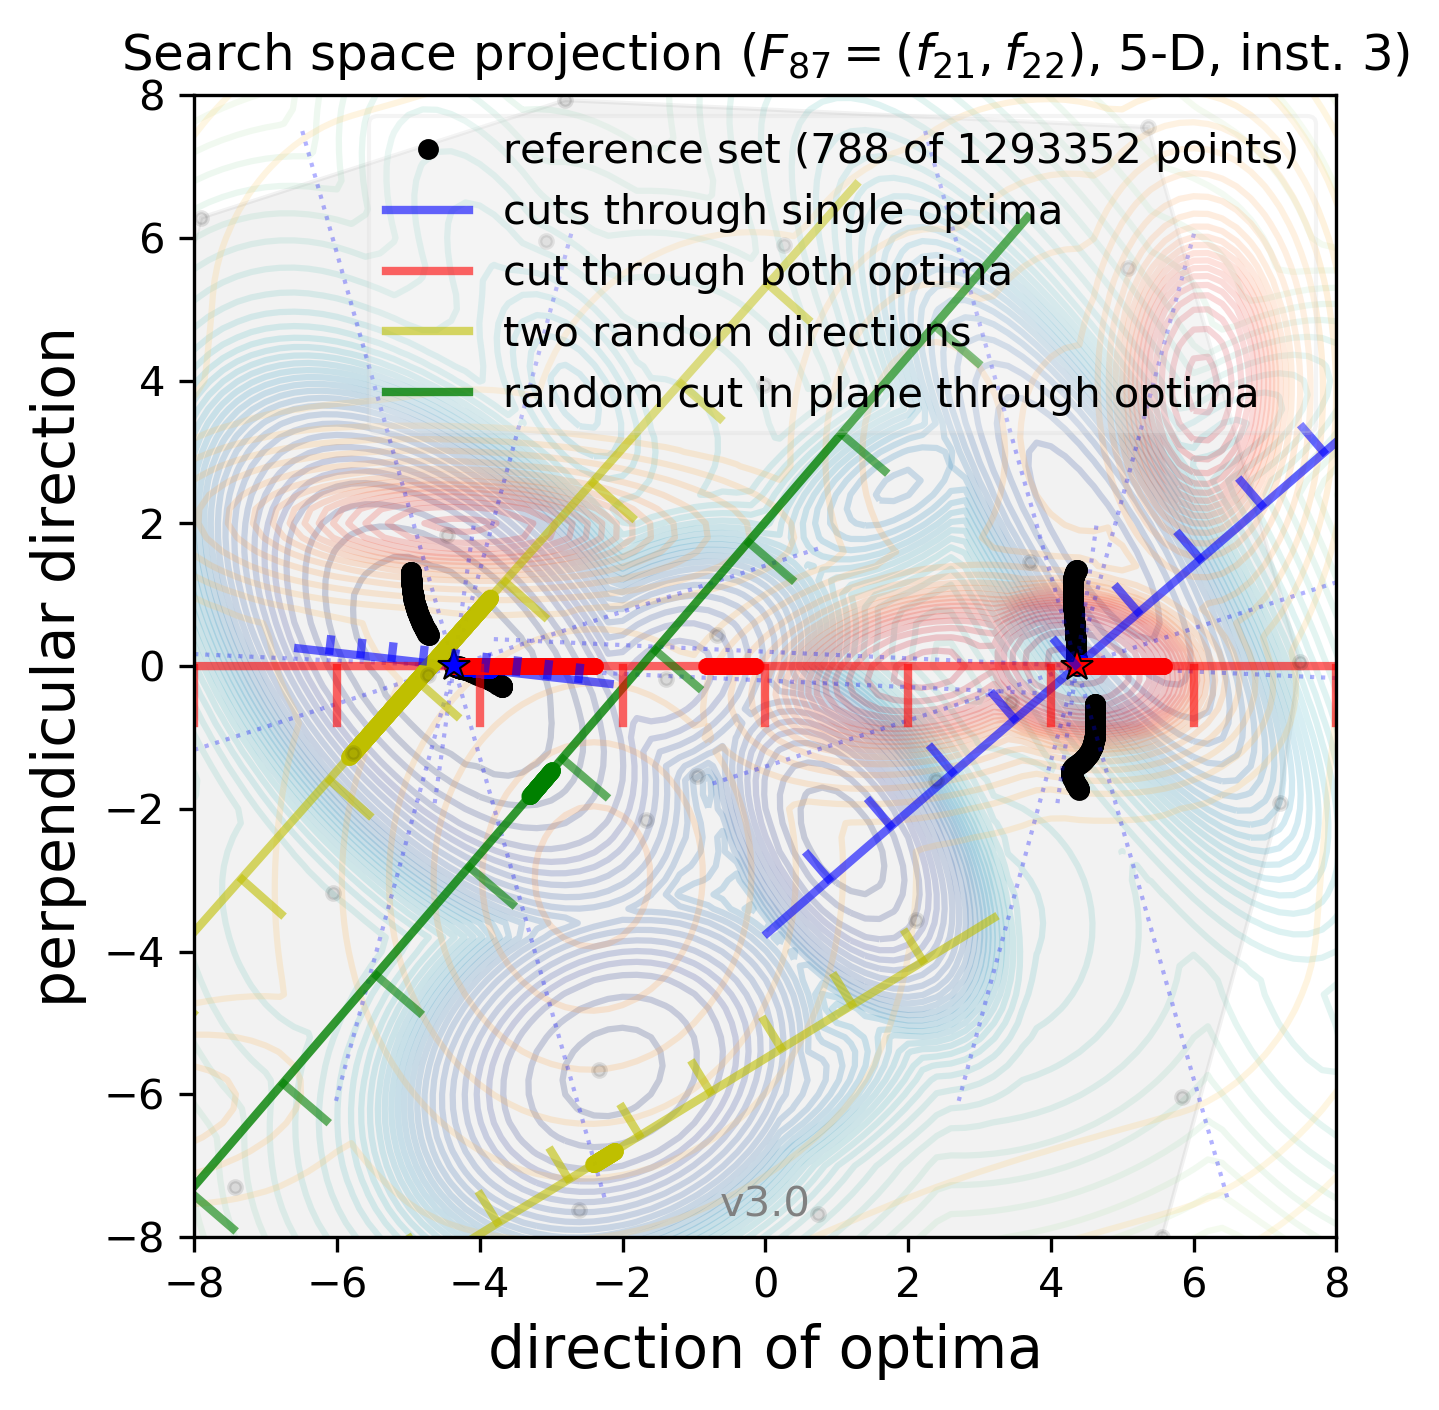 Search space projection (F₈₇ = (f₂₁, f₂₂), 5-D, inst. 3)
8
6
4
2
0
−2
−4
−6
−8
perpendicular direction
reference set (788 of 1293352 points)
cuts through single optima
cut through both optima
two random directions
random cut in plane through optima
v3.0
−8 −6 −4 −2 0 2 4 6 8
direction of optima